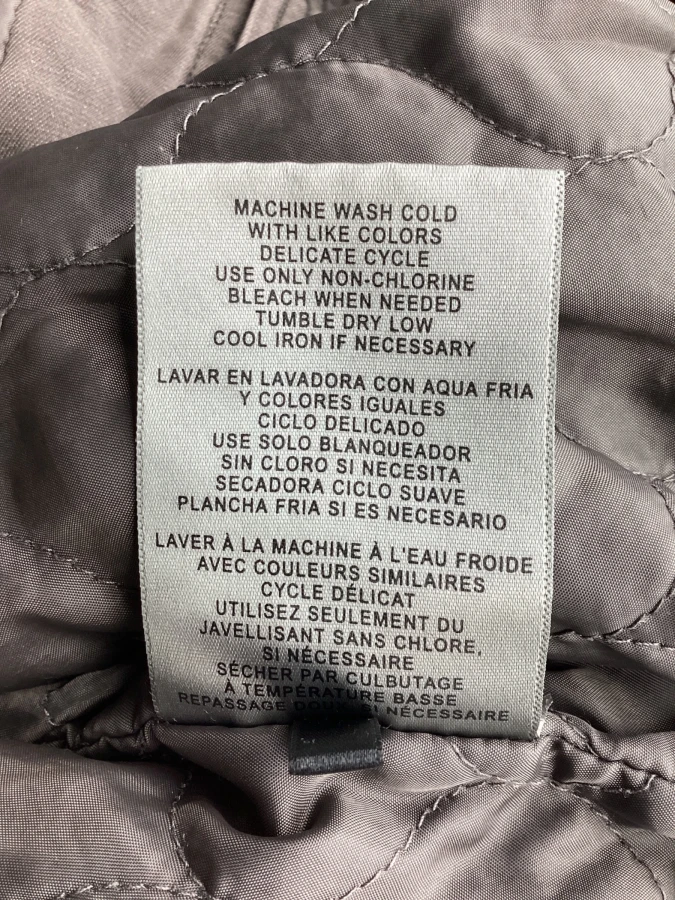 MACHINE WASH COLD
WITH LIKE COLORS
DELICATE CYCLE
USE ONLY NON-CHLORINE
BLEACH WHEN NEEDED
TUMBLE DRY LOW
COOL IRON IF NECESSARY
LAVAR EN LAVADORA CON AQUA FRIA
Y COLORES IGUALES
CICLO DELICADO
USE SOLO BLANQUEADOR
SIN CLORO SI NECESITA
SECADORA CICLO SUAVE
PLANCHA FRIA SI ES NECESARIO
LAVER À LA MACHINE À L'EAU FROIDE
AVEC COULEURS SIMILAIRES
CYCLE DÉLICAT
UTILISEZ SEULEMENT DU
JAVELLISANT SANS CHLORE,
SI NÉCESSAIRE
SÉCHER PAR CULBUTAGE
À TEMPÉRATURE BASSE
REPASSAGE DOUX, SI NÉCESSAIRE